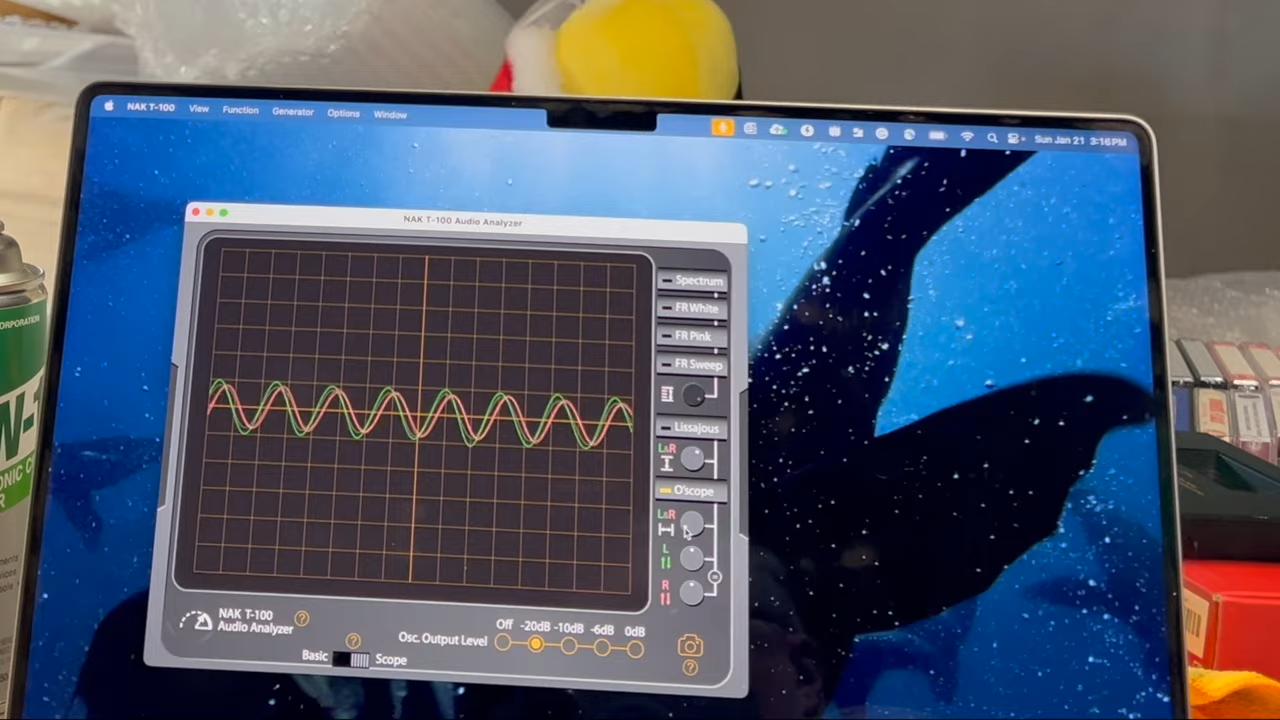 NAK T-100 View Function Generator Options Window Sun Jan 21 3:16 PM
NAK T-100 Audio Analyzer
Spectrum
FR White
FR Pink
FR Sweep
Lissajous
L&R
O'scope
L&R
L
R
NAK T-100
Audio Analyzer
?
?
Osc. Output Level
Off -20dB -10dB -6dB 0dB
Basic
Scope
?
ORPORATION